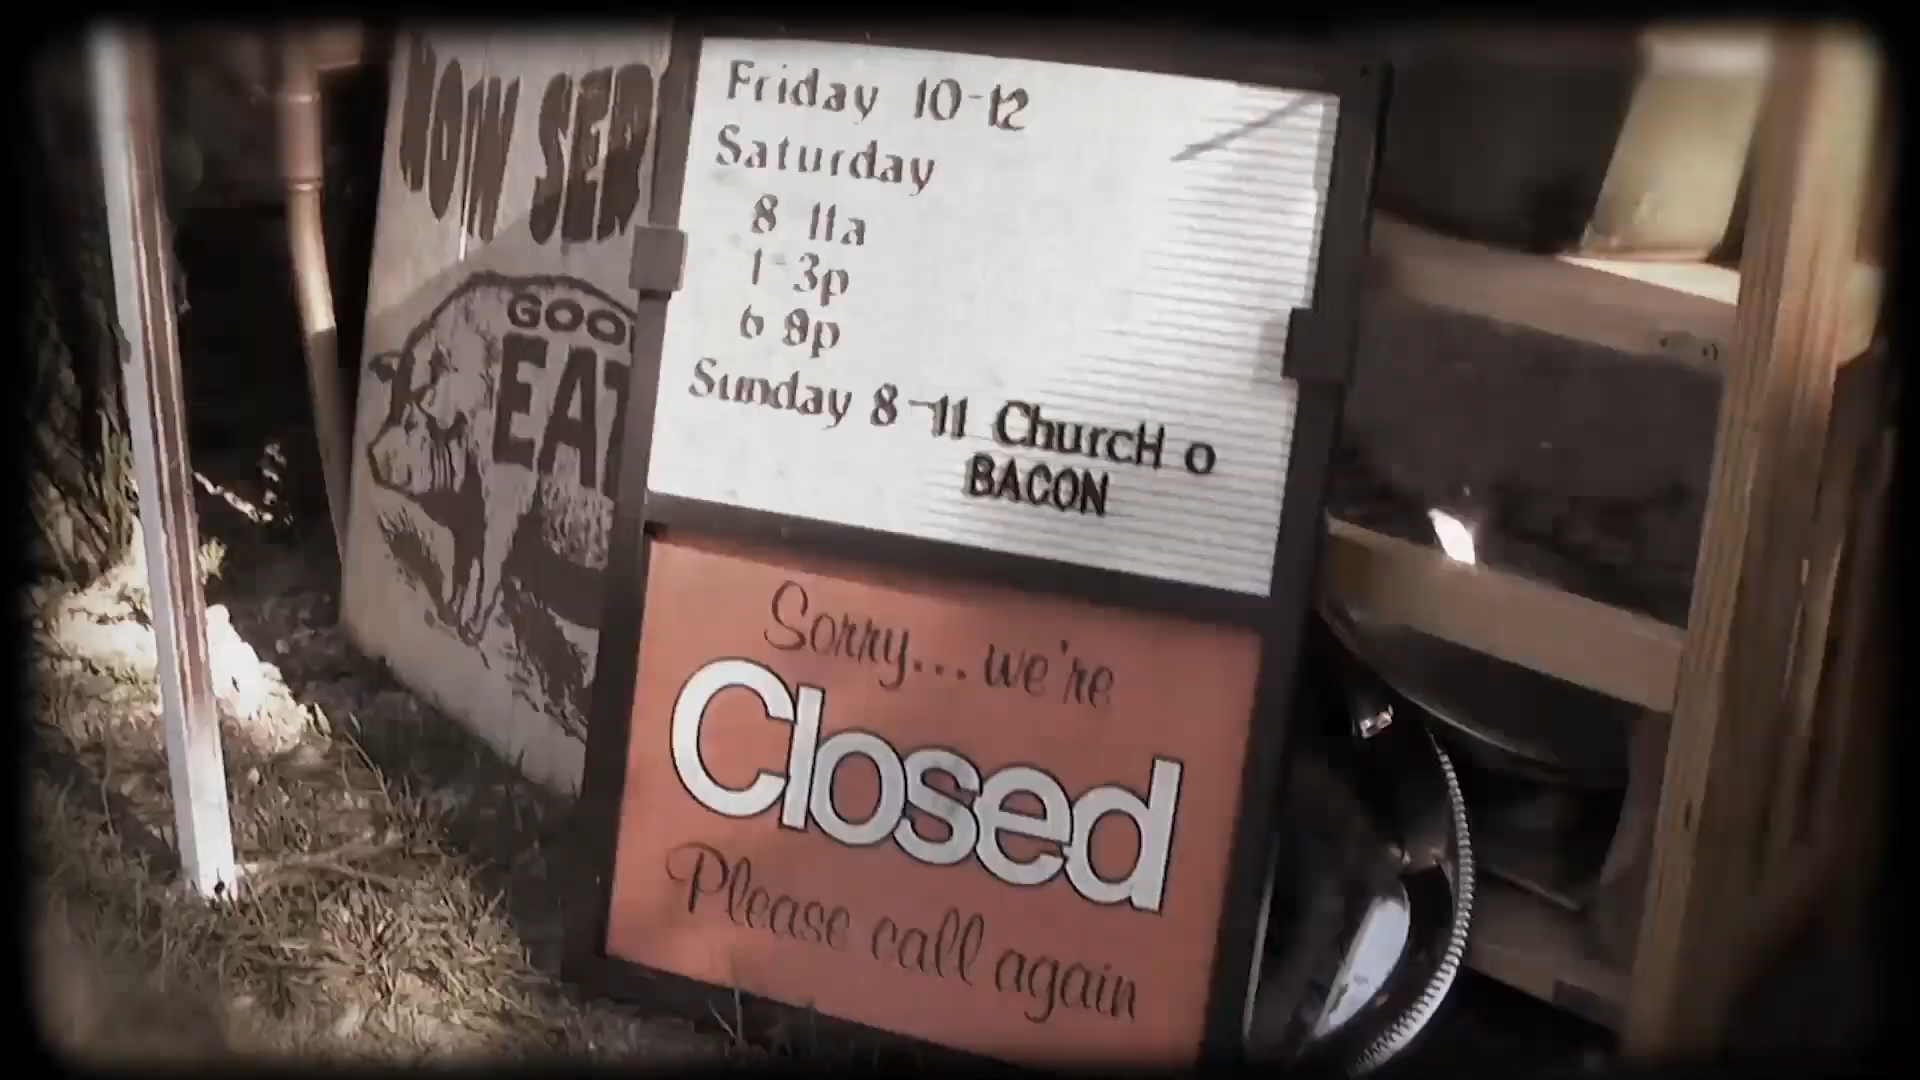 NOW SER
GOO
EAT
Friday 10-12
Saturday
8 11a
1-3p
6 8p
Sunday 8-11 ChurcH o
BACON
Sorry... we're
Closed
Please call again